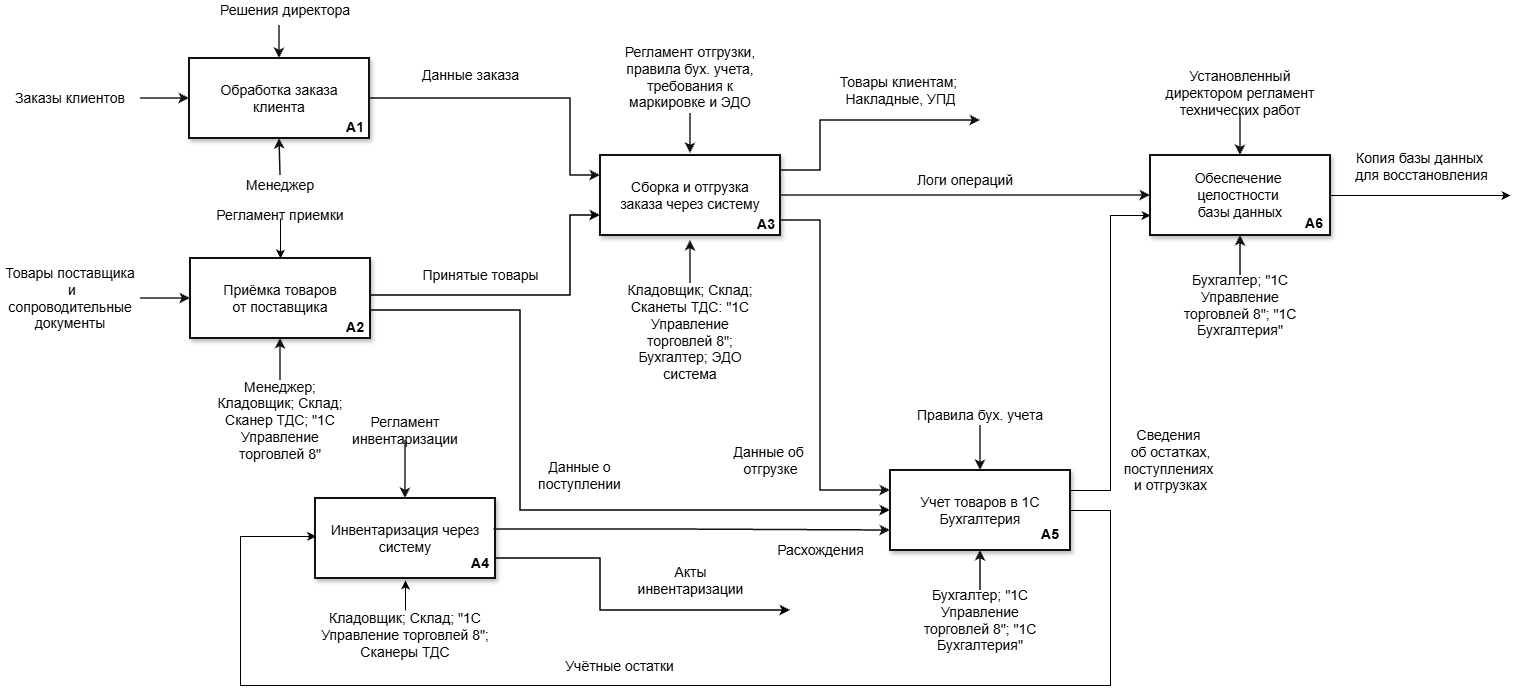 Решения директора
Заказы клиентов
Обработка заказа
клиента
A1
Менеджер
Данные заказа
Регламент приемки
Товары поставщика
и
сопроводительные
документы
Приёмка товаров
от поставщика
A2
Менеджер;
Кладовщик; Склад;
Сканер ТДС; "1С
Управление
торговлей 8"
Принятые товары
Регламент отгрузки,
правила бух. учета,
требования к
маркировке и ЭДО
Сборка и отгрузка
заказа через систему
A3
Кладовщик; Склад;
Сканеты ТДС: "1С
Управление
торговлей 8";
Бухгалтер; ЭДО
система
Товары клиентам;
Накладные, УПД
Логи операций
Установленный
директором регламент
технических работ
Обеспечение
целостности
базы данных
A6
Бухгалтер; "1С
Управление
торговлей 8"; "1С
Бухгалтерия"
Копия базы данных
для восстановления
Регламент
инвентаризации
Инвентаризация через
систему
A4
Кладовщик; Склад; "1С
Управление торговлей 8";
Сканеры ТДС
Данные о
поступлении
Данные об
отгрузке
Расхождения
Акты
инвентаризации
Правила бух. учета
Учет товаров в 1С
Бухгалтерия
A5
Бухгалтер; "1С
Управление
торговлей 8"; "1С
Бухгалтерия"
Сведения
об остатках,
поступлениях
и отгрузках
Учётные остатки